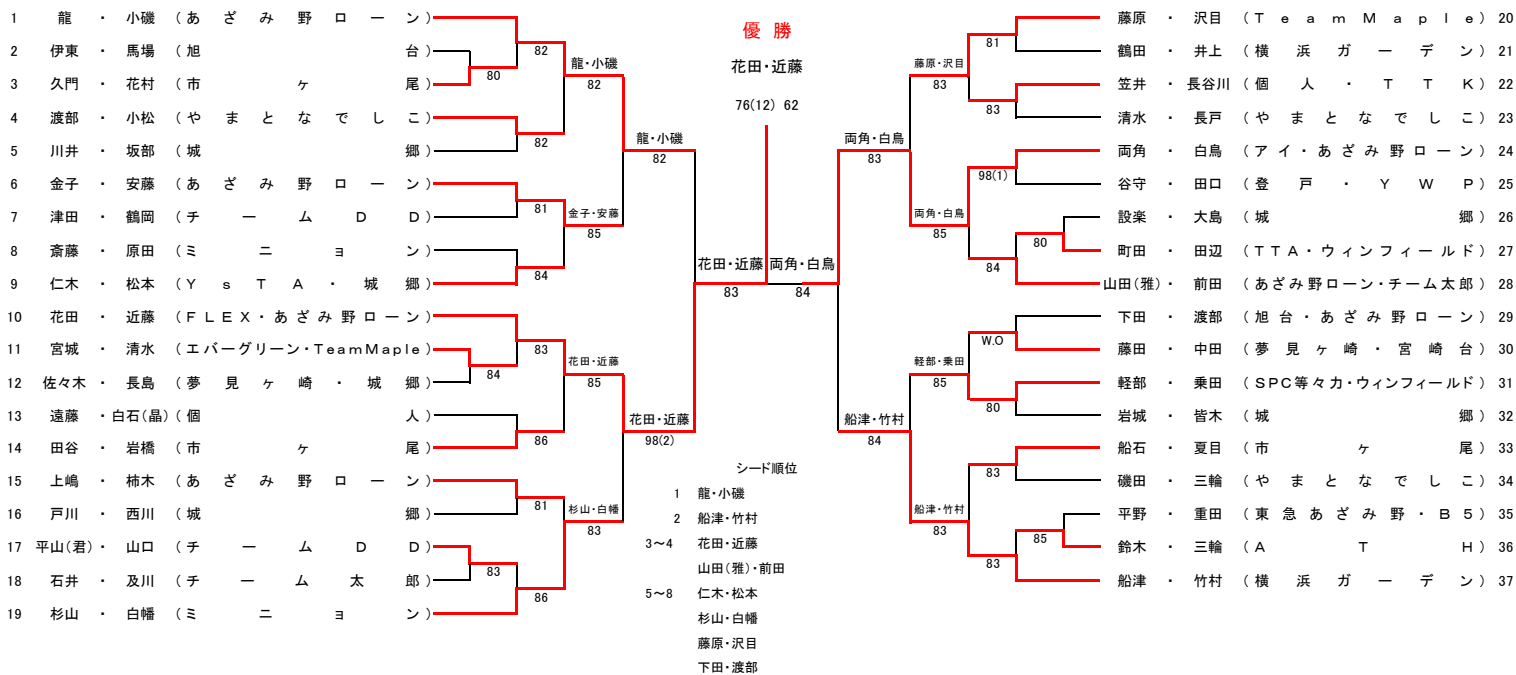 優勝
花田・近藤
76(12) 62
1 龍・小磯(あざみ野ローン)
2 伊東・馬場(旭台)
3 久門・花村(市ヶ尾)
4 渡部・小松(やまとなでしこ)
5 川井・坂部(城郷)
6 金子・安藤(あざみ野ローン)
7 津田・鶴岡(チームDD)
8 斎藤・原田(ミニョン)
9 仁木・松本(YsTA・城郷)
10 花田・近藤(FLEX・あざみ野ローン)
11 宮城・清水(エバーグリーン・TeamMaple)
12 佐々木・長島(夢見ヶ崎・城郷)
13 遠藤・白石(晶)(個人)
14 田谷・岩橋(市ヶ尾)
15 上嶋・柿木(あざみ野ローン)
16 戸川・西川(城郷)
17 平山(君)・山口(チームDD)
18 石井・及川(チーム太郎)
19 杉山・白幡(ミニョン)
80
84
83
82
82
81
84
83
86
81
86
龍・小磯
82
金子・安藤
85
花田・近藤
85
杉山・白幡
83
龍・小磯
82
花田・近藤
98(2)
花田・近藤
83
両角・白鳥
84
両角・白鳥
83
船津・竹村
84
藤原・沢目
83
両角・白鳥
85
軽部・乗田
85
船津・竹村
83
81
83
98(1)
84
W.O
80
83
83
80
85
藤原・沢目(TeamMaple) 20
鶴田・井上(横浜ガーデン) 21
笠井・長谷川(個人・TTK) 22
清水・長戸(やまとなでしこ) 23
両角・白鳥(アイ・あざみ野ローン) 24
谷守・田口(登戸・YWP) 25
設楽・大島(城郷) 26
町田・田辺(TTA・ウィンフィールド) 27
山田(雅)・前田(あざみ野ローン・チーム太郎) 28
下田・渡部(旭台・あざみ野ローン) 29
藤田・中田(夢見ヶ崎・宮崎台) 30
軽部・乗田(SPC等々力・ウィンフィールド) 31
岩城・皆木(城郷) 32
船石・夏目(市ヶ尾) 33
磯田・三輪(やまとなでしこ) 34
平野・重田(東急あざみ野・B5) 35
鈴木・三輪(ATH) 36
船津・竹村(横浜ガーデン) 37
シード順位
1 龍・小磯
2 船津・竹村
3～4 花田・近藤
山田(雅)・前田
5～8 仁木・松本
杉山・白幡
藤原・沢目
下田・渡部